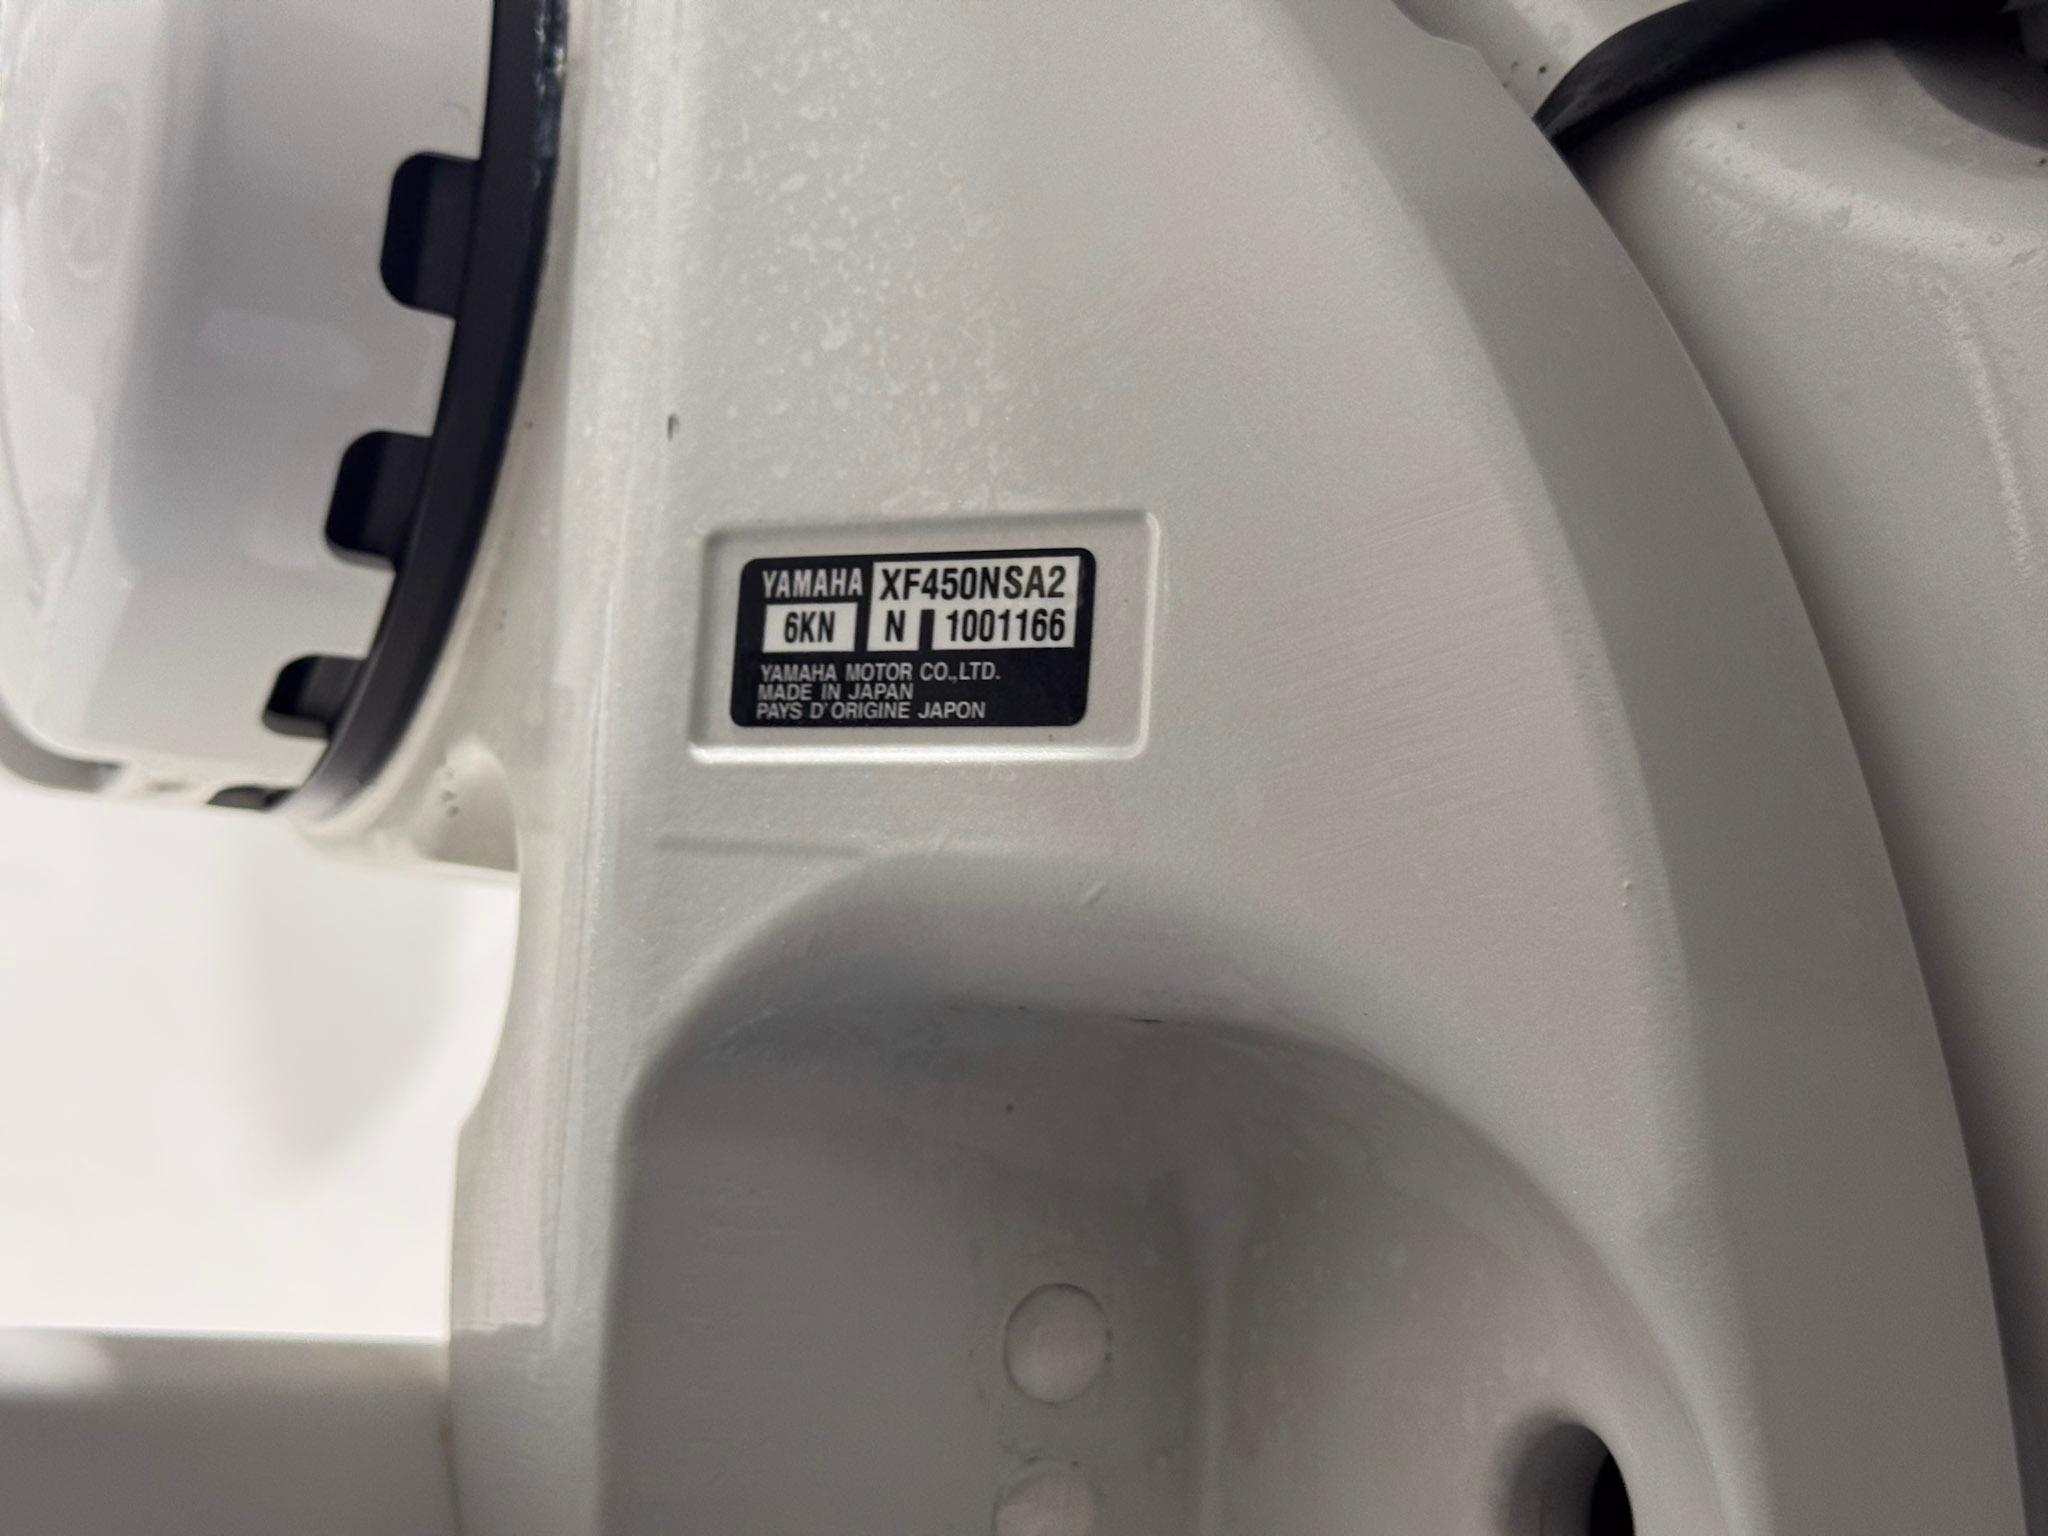 YAMAHA XF450NSA2
6KN N 1001166
YAMAHA MOTOR CO.,LTD.
MADE IN JAPAN
PAYS D'ORIGINE JAPON